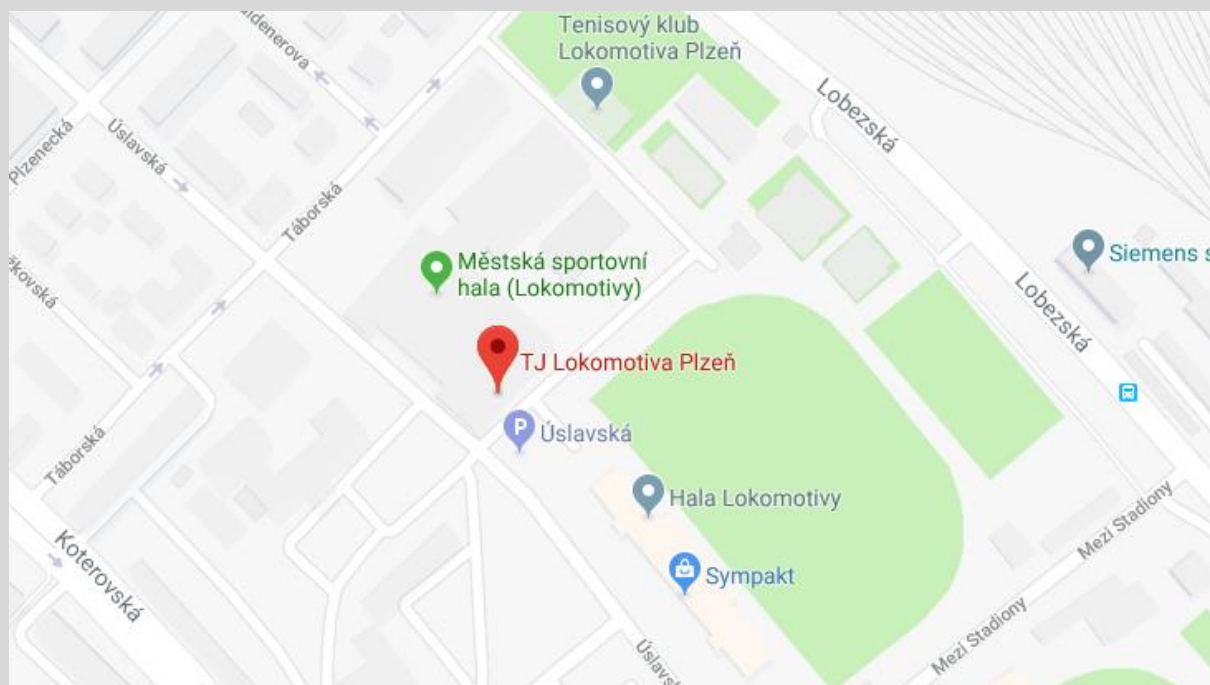 Tenisový klub
Lokomotiva Plzeň
Lobezská
Úslavská
Plzenecká
Táborská
Městská sportovní
hala (Lokomotivy)
Siemens s
Lobezská
TJ Lokomotiva Plzeň
P
Úslavská
Táborská
Hala Lokomotivy
Mezi Stadiony
Koterovská
Sympakt
Mezi Stadiony
Úslavská